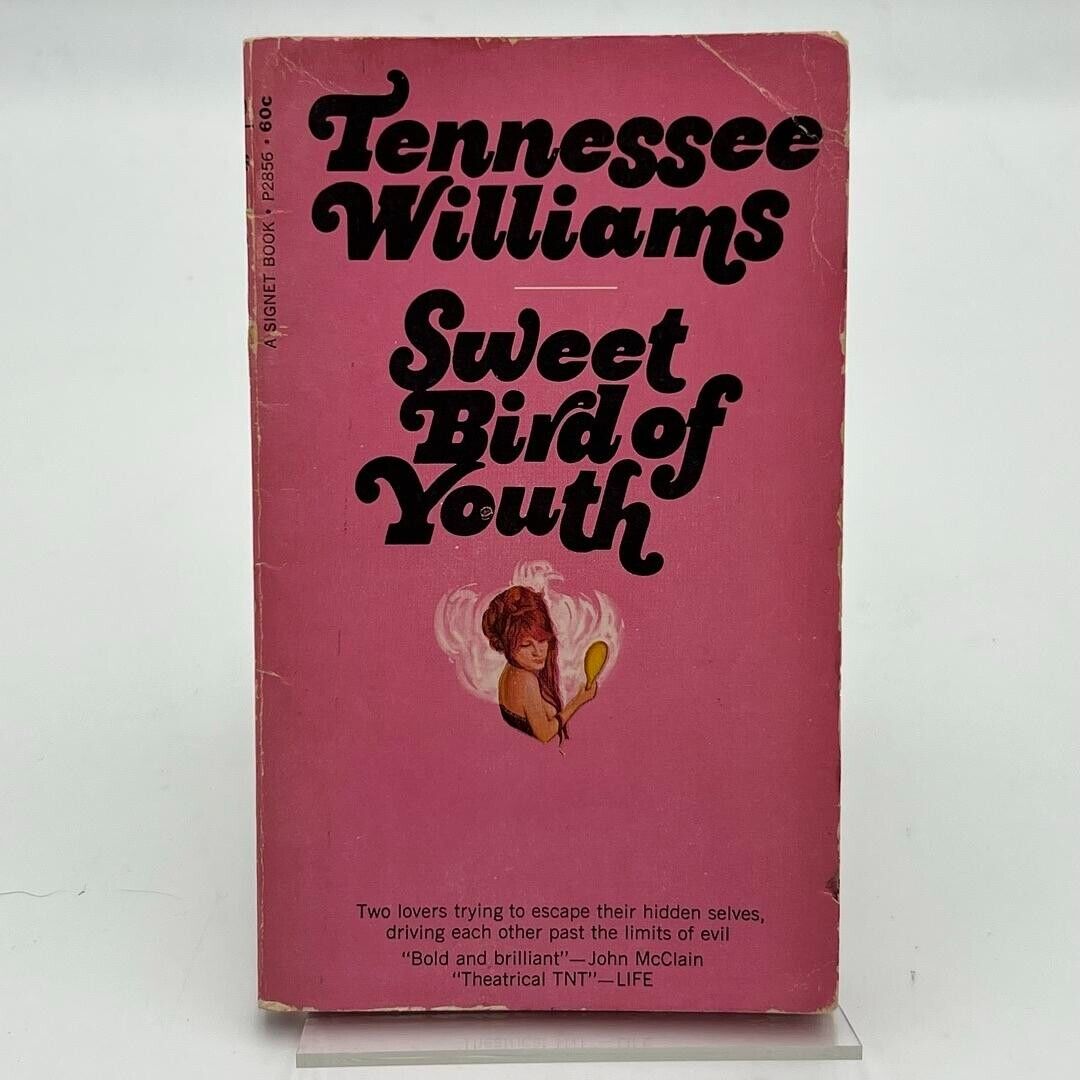 A SIGNET BOOK • P2856 • 60c
Tennessee
Williams
Sweet
Bird of
Youth
Two lovers trying to escape their hidden selves,
driving each other past the limits of evil
"Bold and brilliant"—John McClain
"Theatrical TNT"—LIFE